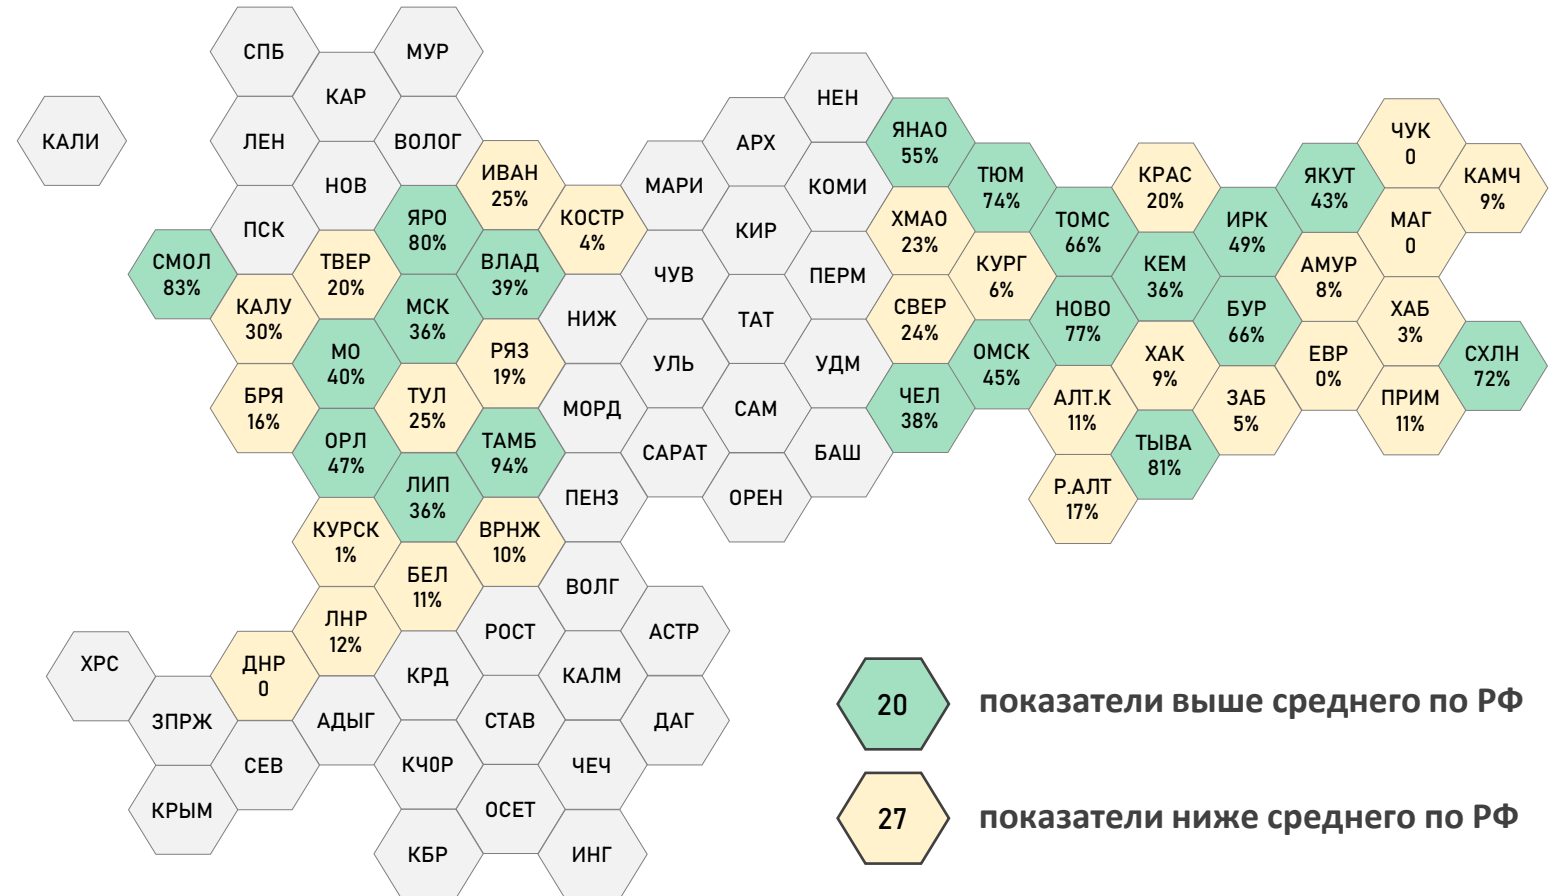 СПБ
МУР
КАР
НЕН
КАЛИ
ЛЕН
ВОЛОГ
АРХ
ЯНАО
55%
ЧУК
0
НОВ
ИВАН
25%
МАРИ
КОМИ
ТЮМ
74%
КРАС
20%
ЯКУТ
43%
КАМЧ
9%
ПСК
ЯРО
80%
КОСТР
4%
КИР
ХМАО
23%
ТОМС
66%
ИРК
49%
МАГ
0
СМОЛ
83%
ТВЕР
20%
ВЛАД
39%
ЧУВ
ПЕРМ
КУРГ
6%
КЕМ
36%
АМУР
8%
КАЛУ
30%
МСК
36%
НИЖ
ТАТ
СВЕР
24%
НОВО
77%
БУР
66%
ХАБ
3%
МО
40%
РЯЗ
19%
УЛЬ
УДМ
ОМСК
45%
ХАК
9%
ЕВР
0%
СХЛН
72%
БРЯ
16%
ТУЛ
25%
МОРД
САМ
ЧЕЛ
38%
АЛТ.К
11%
ЗАБ
5%
ПРИМ
11%
ОРЛ
47%
ТАМБ
94%
САРАТ
БАШ
ТЫВА
81%
ЛИП
36%
ПЕНЗ
ОРЕН
Р.АЛТ
17%
КУРСК
1%
ВРНЖ
10%
БЕЛ
11%
ВОЛГ
ЛНР
12%
РОСТ
АСТР
ХРС
ДНР
0
КРД
КАЛМ
ЗПРЖ
АДЫГ
СТАВ
ДАГ
СЕВ
КЧ0Р
ЧЕЧ
КРЫМ
ОСЕТ
КБР
ИНГ
20
показатели выше среднего по РФ
27
показатели ниже среднего по РФ